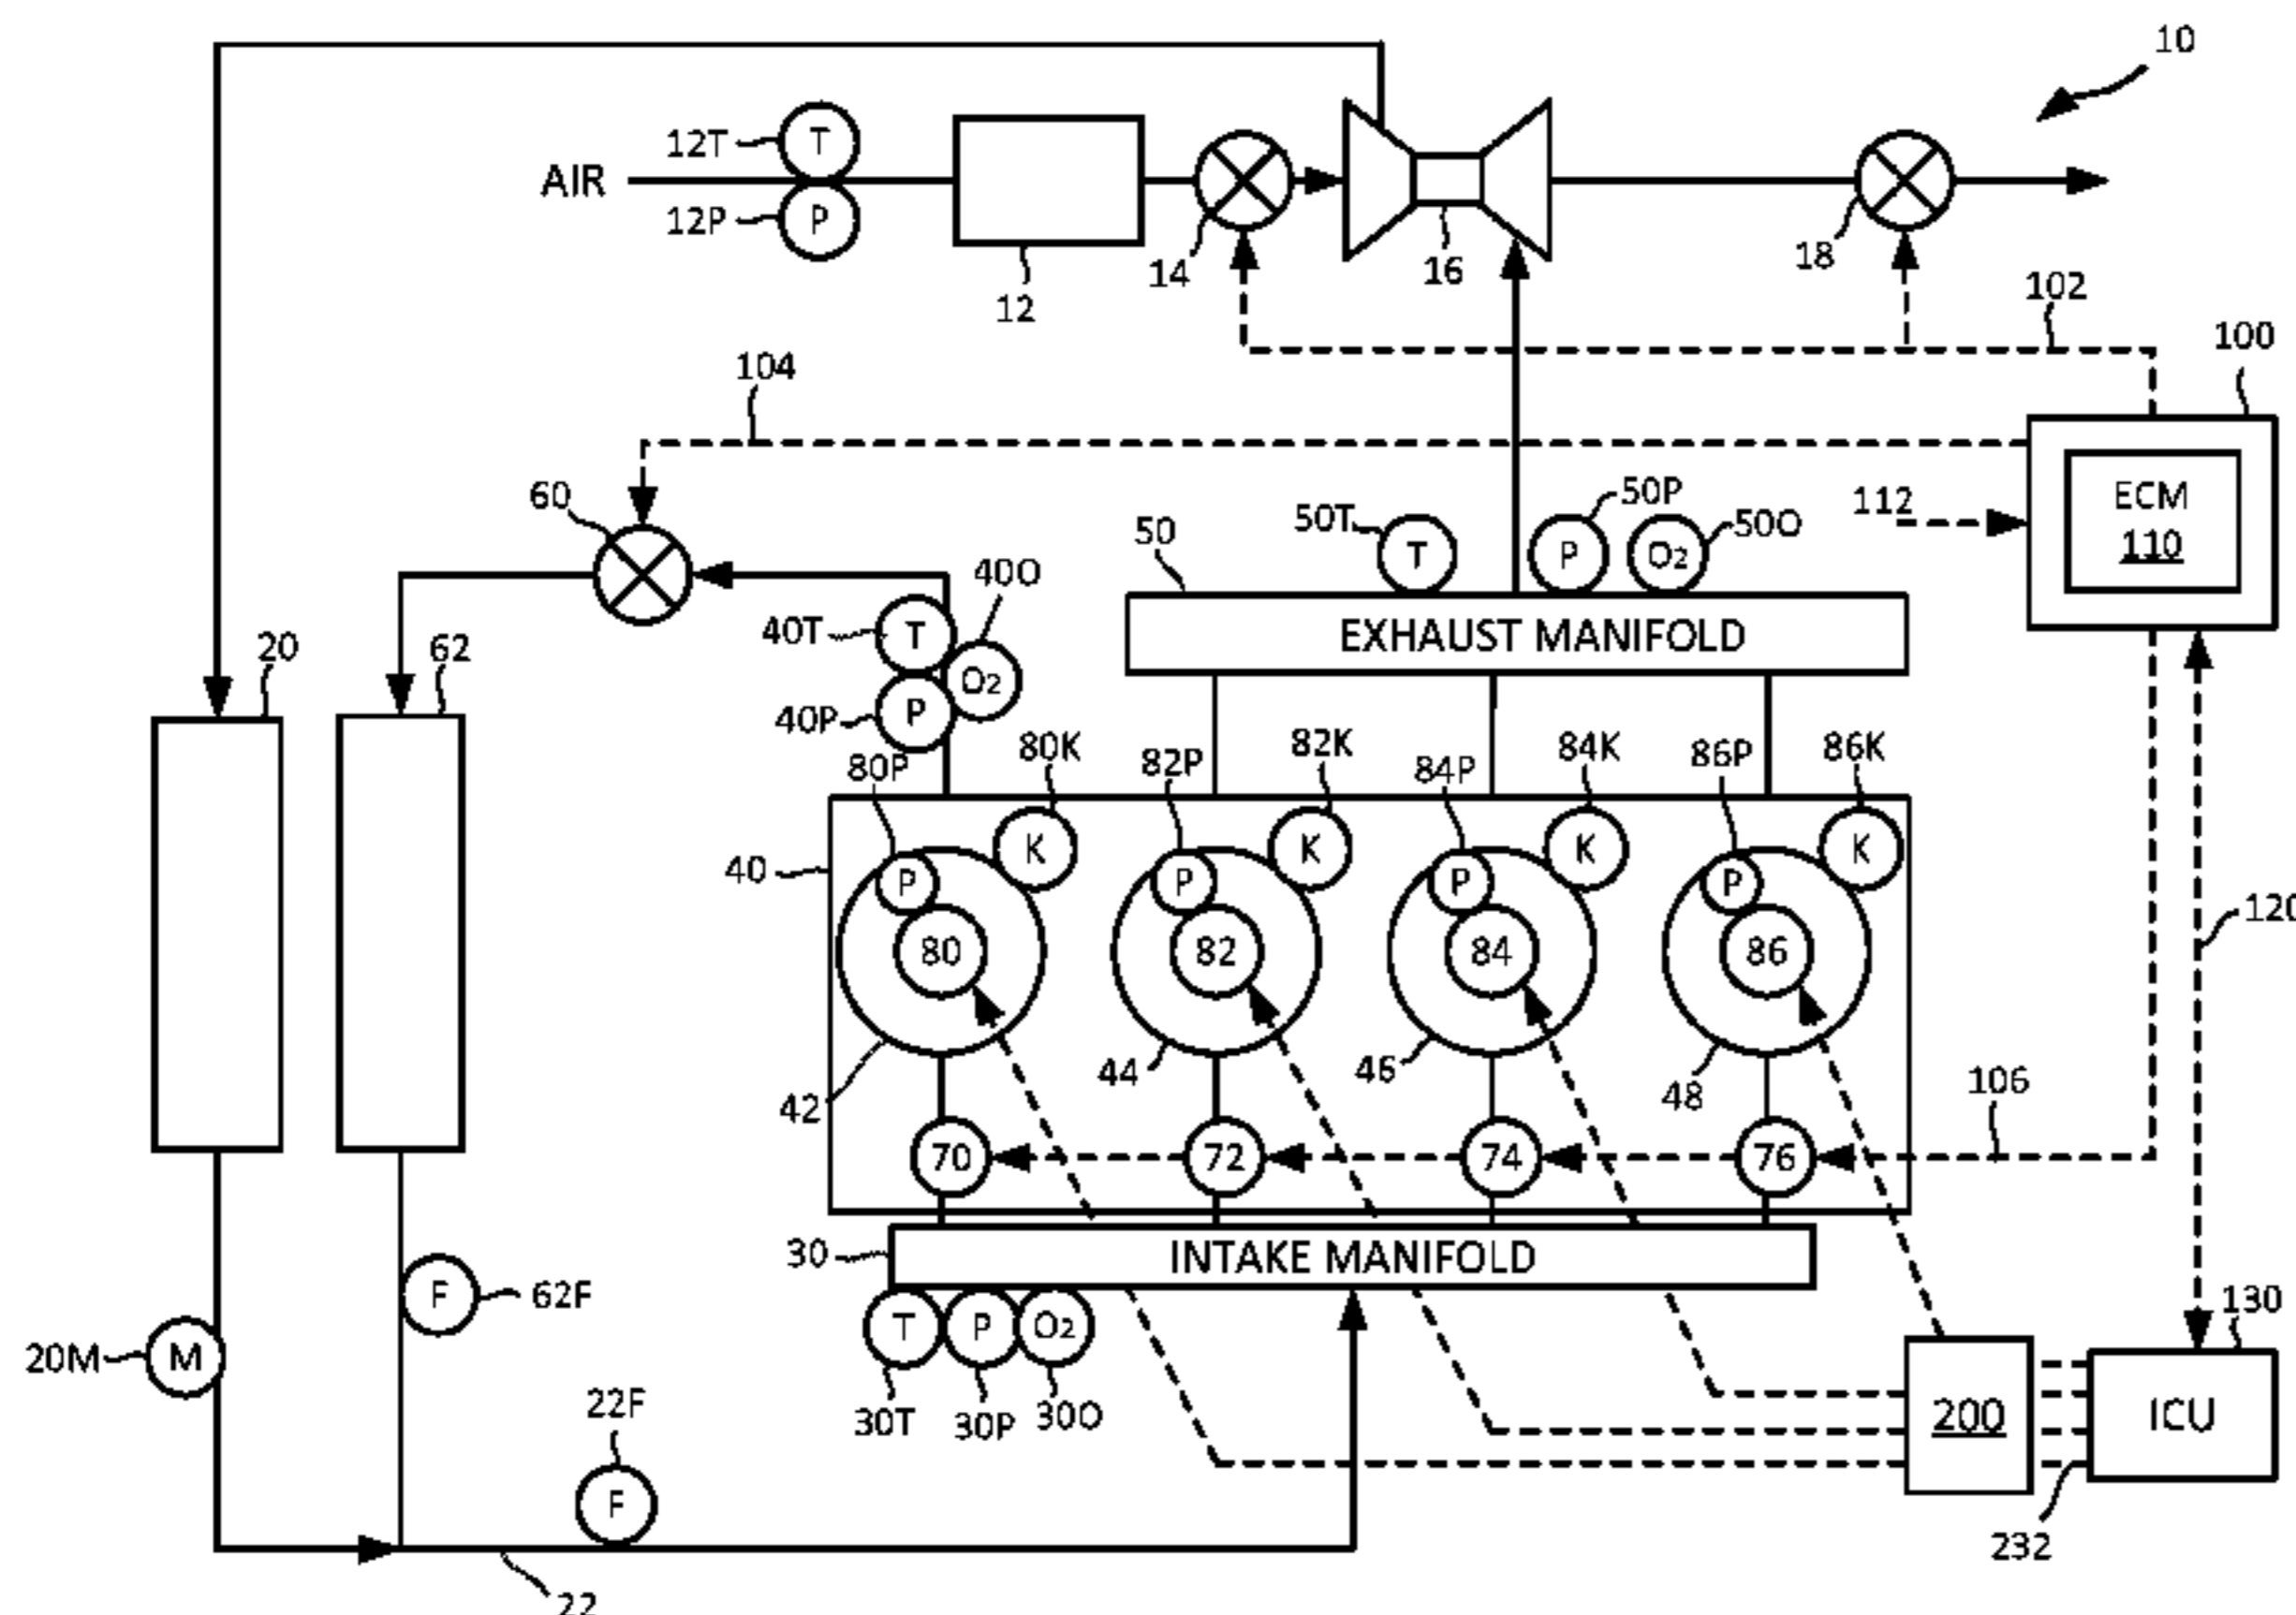 10
12T
T
AIR
12P
P
12
14
16
18
102
100
104
ECM
110
112
60
50
50T
T
50P
P
O2
50O
EXHAUST MANIFOLD
20
62
40T
T
40O
O2
40P
P
80P
80K
82P
82K
84P
84K
86P
86K
40
P
K
P
K
P
K
P
K
80
82
84
86
120
42
44
46
48
106
70
72
74
76
30
INTAKE MANIFOLD
T
P
O2
30T
30P
30O
F
62F
20M
M
22F
F
22
130
200
ICU
232